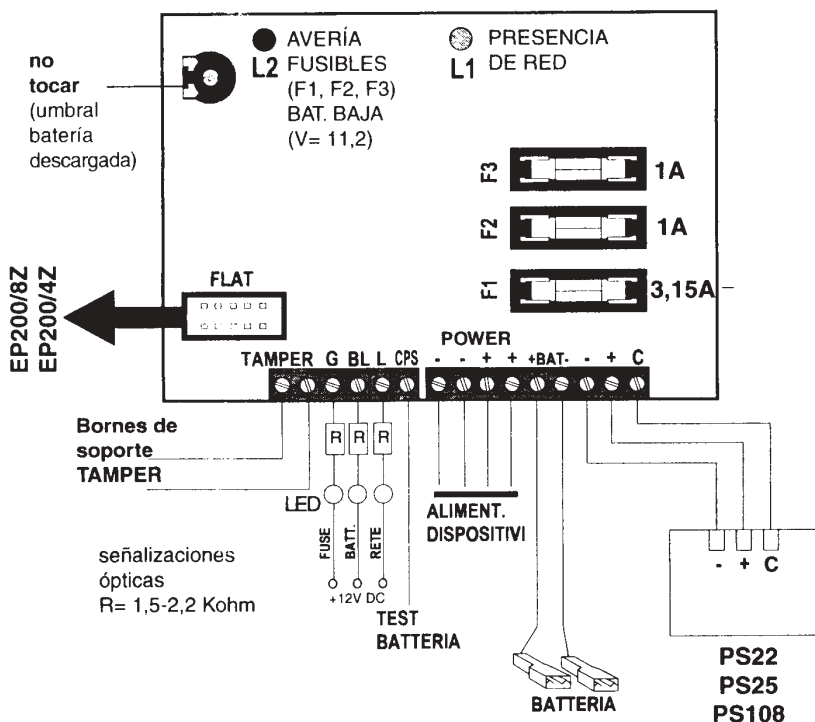 no
tocar
(umbral
batería
descargada)
AVERÍA
L2 FUSIBLES
(F1, F2, F3)
BAT. BAJA
(V= 11,2)
PRESENCIA
L1 DE RED
F3 1A
F2 1A
F1 3,15A
EP200/8Z
EP200/4Z
FLAT
POWER
TAMPER G BL L CPS - - + + +BAT- - + C
Bornes de
soporte
TAMPER
R R R
LED
FUSE BATT. RETE
+12V DC
señalizaciones
ópticas
R= 1,5-2,2 Kohm
TEST
BATTERIA
ALIMENT.
DISPOSITIVI
BATTERIA
- + C
PS22
PS25
PS108